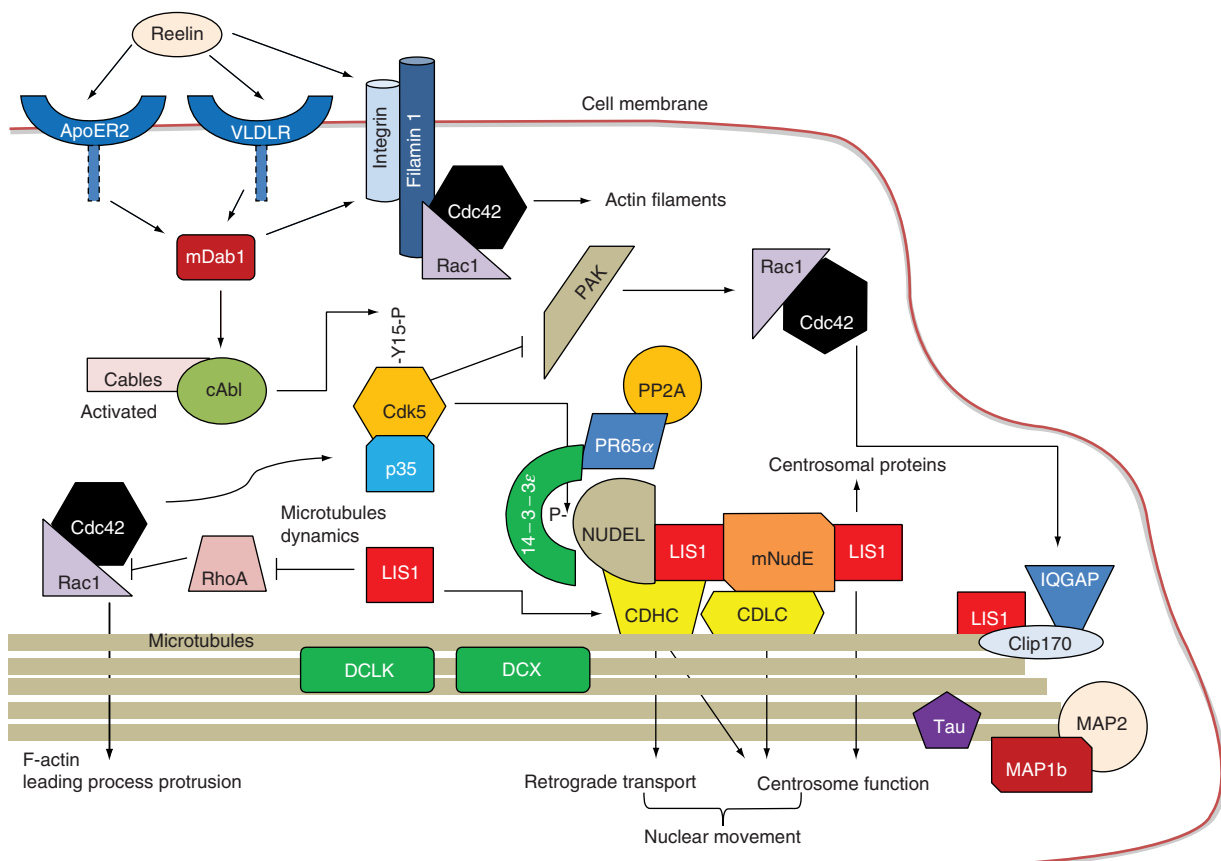 Reelin
Cell membrane
ApoER2
VLDLR
Integrin
Filamin 1
Cdc42
Rac1
Actin filaments
mDab1
PAK
Rac1
Cdc42
-Y15-P
Cables
cAbl
Activated
Cdk5
p35
PP2A
PR65α
14–3–3ε
P-
NUDEL
LIS1
mNudE
LIS1
Centrosomal proteins
Cdc42
Rac1
RhoA
Microtubules
dynamics
LIS1
CDHC
CDLC
IQGAP
LIS1
Clip170
Microtubules
DCLK
DCX
Tau
MAP2
MAP1b
F-actin
leading process protrusion
Retrograde transport
Centrosome function
Nuclear movement